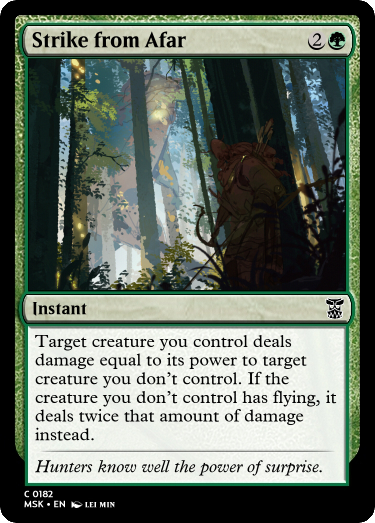 Strike from Afar 2
Instant
Target creature you control deals
damage equal to its power to target
creature you don't control. If the
creature you don't control has flying, it
deals twice that amount of damage
instead.
Hunters know well the power of surprise.
C 0182
MSK • EN LEI MIN